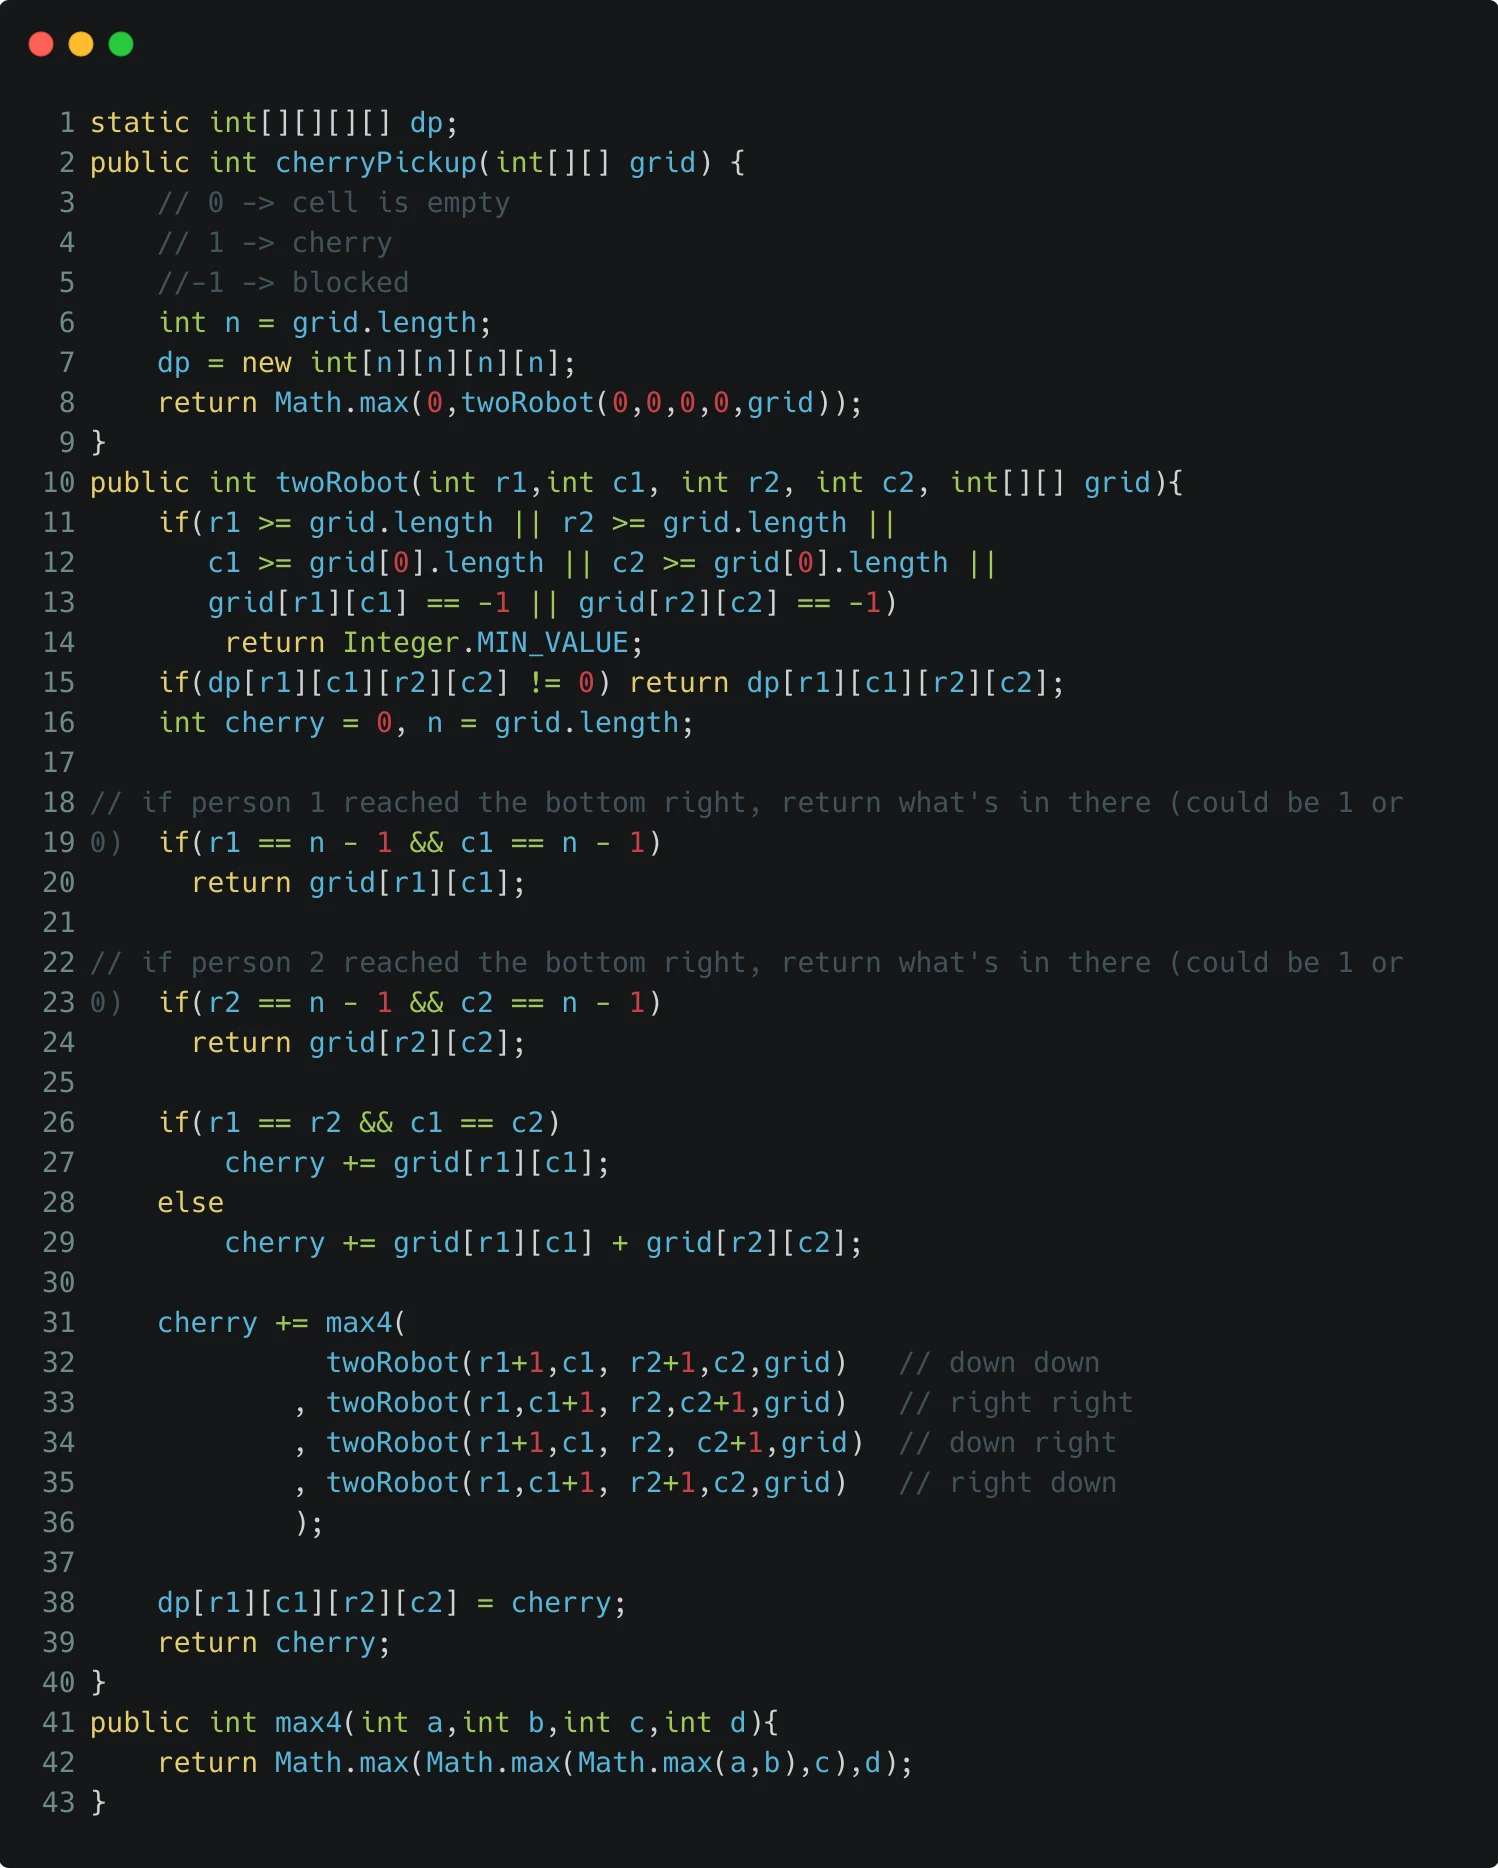 1 static int[][][][] dp;
2 public int cherryPickup(int[][] grid) {
3     // 0 -> cell is empty
4     // 1 -> cherry
5     //-1 -> blocked
6     int n = grid.length;
7     dp = new int[n][n][n][n];
8     return Math.max(0,twoRobot(0,0,0,0,grid));
9 }
10 public int twoRobot(int r1,int c1, int r2, int c2, int[][] grid){
11     if(r1 >= grid.length || r2 >= grid.length ||
12        c1 >= grid[0].length || c2 >= grid[0].length ||
13        grid[r1][c1] == -1 || grid[r2][c2] == -1)
14         return Integer.MIN_VALUE;
15     if(dp[r1][c1][r2][c2] != 0) return dp[r1][c1][r2][c2];
16     int cherry = 0, n = grid.length;
17
18 // if person 1 reached the bottom right, return what's in there (could be 1 or
19 0)  if(r1 == n - 1 && c1 == n - 1)
20       return grid[r1][c1];
21
22 // if person 2 reached the bottom right, return what's in there (could be 1 or
23 0)  if(r2 == n - 1 && c2 == n - 1)
24       return grid[r2][c2];
25
26     if(r1 == r2 && c1 == c2)
27         cherry += grid[r1][c1];
28     else
29         cherry += grid[r1][c1] + grid[r2][c2];
30
31     cherry += max4(
32               twoRobot(r1+1,c1, r2+1,c2,grid)   // down down
33             , twoRobot(r1,c1+1, r2,c2+1,grid)   // right right
34             , twoRobot(r1+1,c1, r2, c2+1,grid)  // down right
35             , twoRobot(r1,c1+1, r2+1,c2,grid)   // right down
36             );
37
38     dp[r1][c1][r2][c2] = cherry;
39     return cherry;
40 }
41 public int max4(int a,int b,int c,int d){
42     return Math.max(Math.max(Math.max(a,b),c),d);
43 }